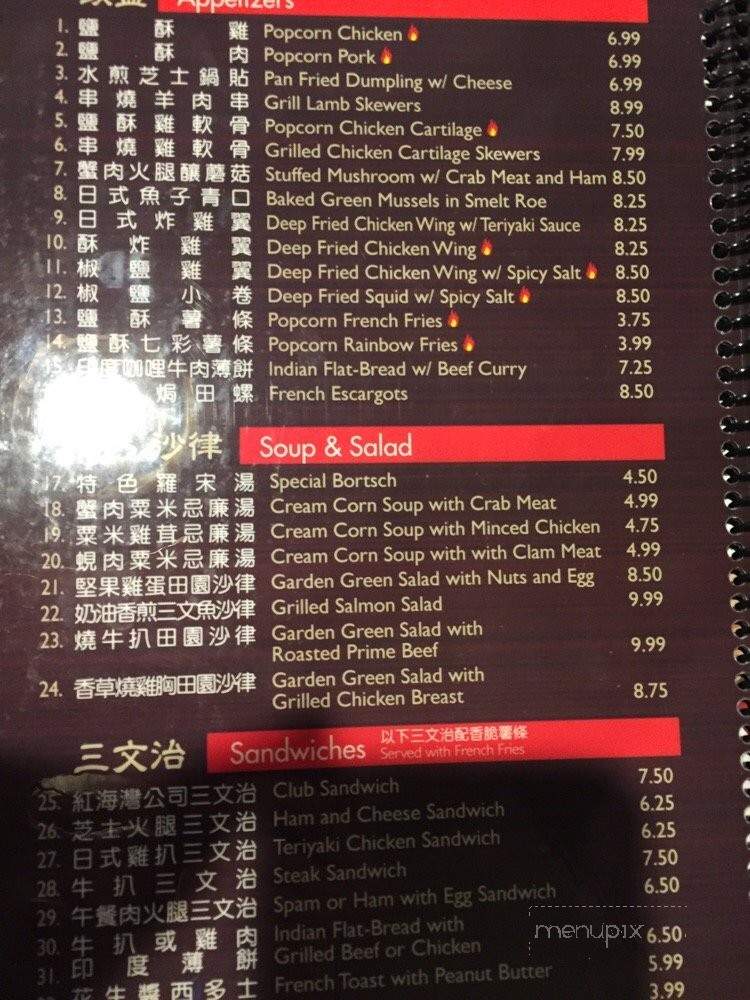 Appetizers
1. 鹽酥雞 Popcorn Chicken 6.99
2. 鹽酥肉 Popcorn Pork 6.99
3. 水煎芝士鍋貼 Pan Fried Dumpling w/ Cheese 6.99
4. 串燒羊肉串 Grill Lamb Skewers 8.99
5. 鹽酥雞軟骨 Popcorn Chicken Cartilage 7.50
6. 串燒雞軟骨 Grilled Chicken Cartilage Skewers 7.99
7. 蟹肉火腿釀蘑菇 Stuffed Mushroom w/ Crab Meat and Ham 8.50
8. 日式魚子青口 Baked Green Mussels in Smelt Roe 8.25
9. 日式炸雞翼 Deep Fried Chicken Wing w/ Teriyaki Sauce 8.25
10. 酥炸雞翼 Deep Fried Chicken Wing 8.25
11. 椒鹽雞翼 Deep Fried Chicken Wing w/ Spicy Salt 8.50
12. 椒鹽小卷 Deep Fried Squid w/ Spicy Salt 8.50
13. 鹽酥薯條 Popcorn French Fries 3.75
14. 鹽酥七彩薯條 Popcorn Rainbow Fries 3.99
15. 印度咖哩牛肉薄餅 Indian Flat-Bread w/ Beef Curry 7.25
焗田螺 French Escargots 8.50
沙律 Soup & Salad
17. 特色羅宋湯 Special Bortsch 4.50
18. 蟹肉粟米忌廉湯 Cream Corn Soup with Crab Meat 4.99
19. 粟米雞茸忌廉湯 Cream Corn Soup with Minced Chicken 4.75
20. 蜆肉粟米忌廉湯 Cream Corn Soup with with Clam Meat 4.99
21. 堅果雞蛋田園沙律 Garden Green Salad with Nuts and Egg 8.50
22. 奶油香煎三文魚沙律 Grilled Salmon Salad 9.99
23. 燒牛扒田園沙律 Garden Green Salad with
Roasted Prime Beef 9.99
24. 香草燒雞胸田園沙律 Garden Green Salad with
Grilled Chicken Breast 8.75
三文治 Sandwiches 以下三文治配香脆薯條
Served with French Fries
25. 紅海灣公司三文治 Club Sandwich 7.50
26. 芝士火腿三文治 Ham and Cheese Sandwich 6.25
27. 日式雞扒三文治 Teriyaki Chicken Sandwich 6.25
28. 牛扒三文治 Steak Sandwich 7.50
29. 午餐肉火腿三文治 Spam or Ham with Egg Sandwich 6.50
30. 牛扒或雞肉 Indian Flat-Bread with
31. 印度薄餅 Grilled Beef or Chicken 6.50
花生醬西多士 French Toast with Peanut Butter 5.99
3.99
menupix